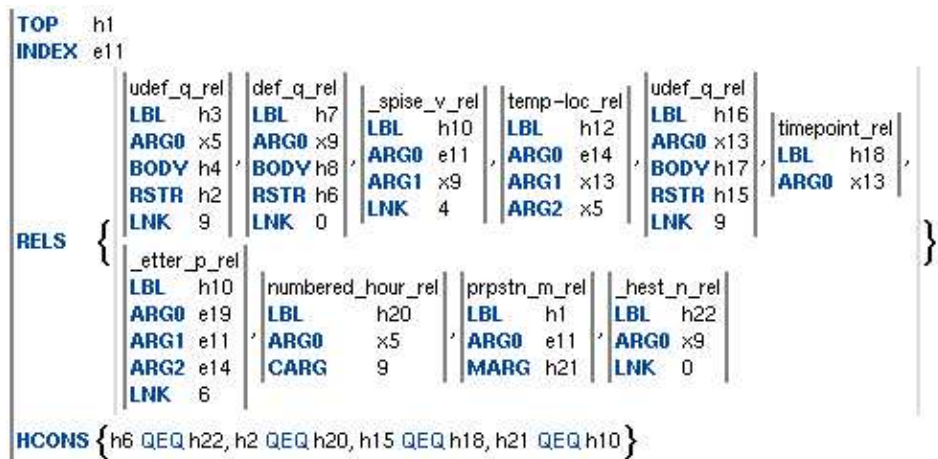 TOP h1
INDEX e11
udef_q_rel def_q_rel _spise_v_rel temp-loc_rel udef_q_rel timepoint_rel
LBL h3 LBL h7 LBL h10 LBL h12 LBL h16 LBL h18
ARG0 x5 ARG0 x9 ARG0 e11 ARG0 e14 ARG0 x13 ARG0 x13
BODY h4 , BODY h8 , ARG1 x9 , ARG1 x13 , BODY h17 , ,
RSTR h2 RSTR h6 LNK 4 ARG2 x5 RSTR h15
LNK 9 LNK 0 LNK 9
RELS { }
_etter_p_rel numbered_hour_rel prpstn_m_rel _hest_n_rel
LBL h10 LBL h20 LBL h1 LBL h22
ARG0 e19 ARG0 x5 ARG0 e11 ARG0 x9
ARG1 e11 , CARG 9 , MARG h21 , LNK 0
ARG2 e14
LNK 6
HCONS {h6 QEQ h22, h2 QEQ h20, h15 QEQ h18, h21 QEQ h10}